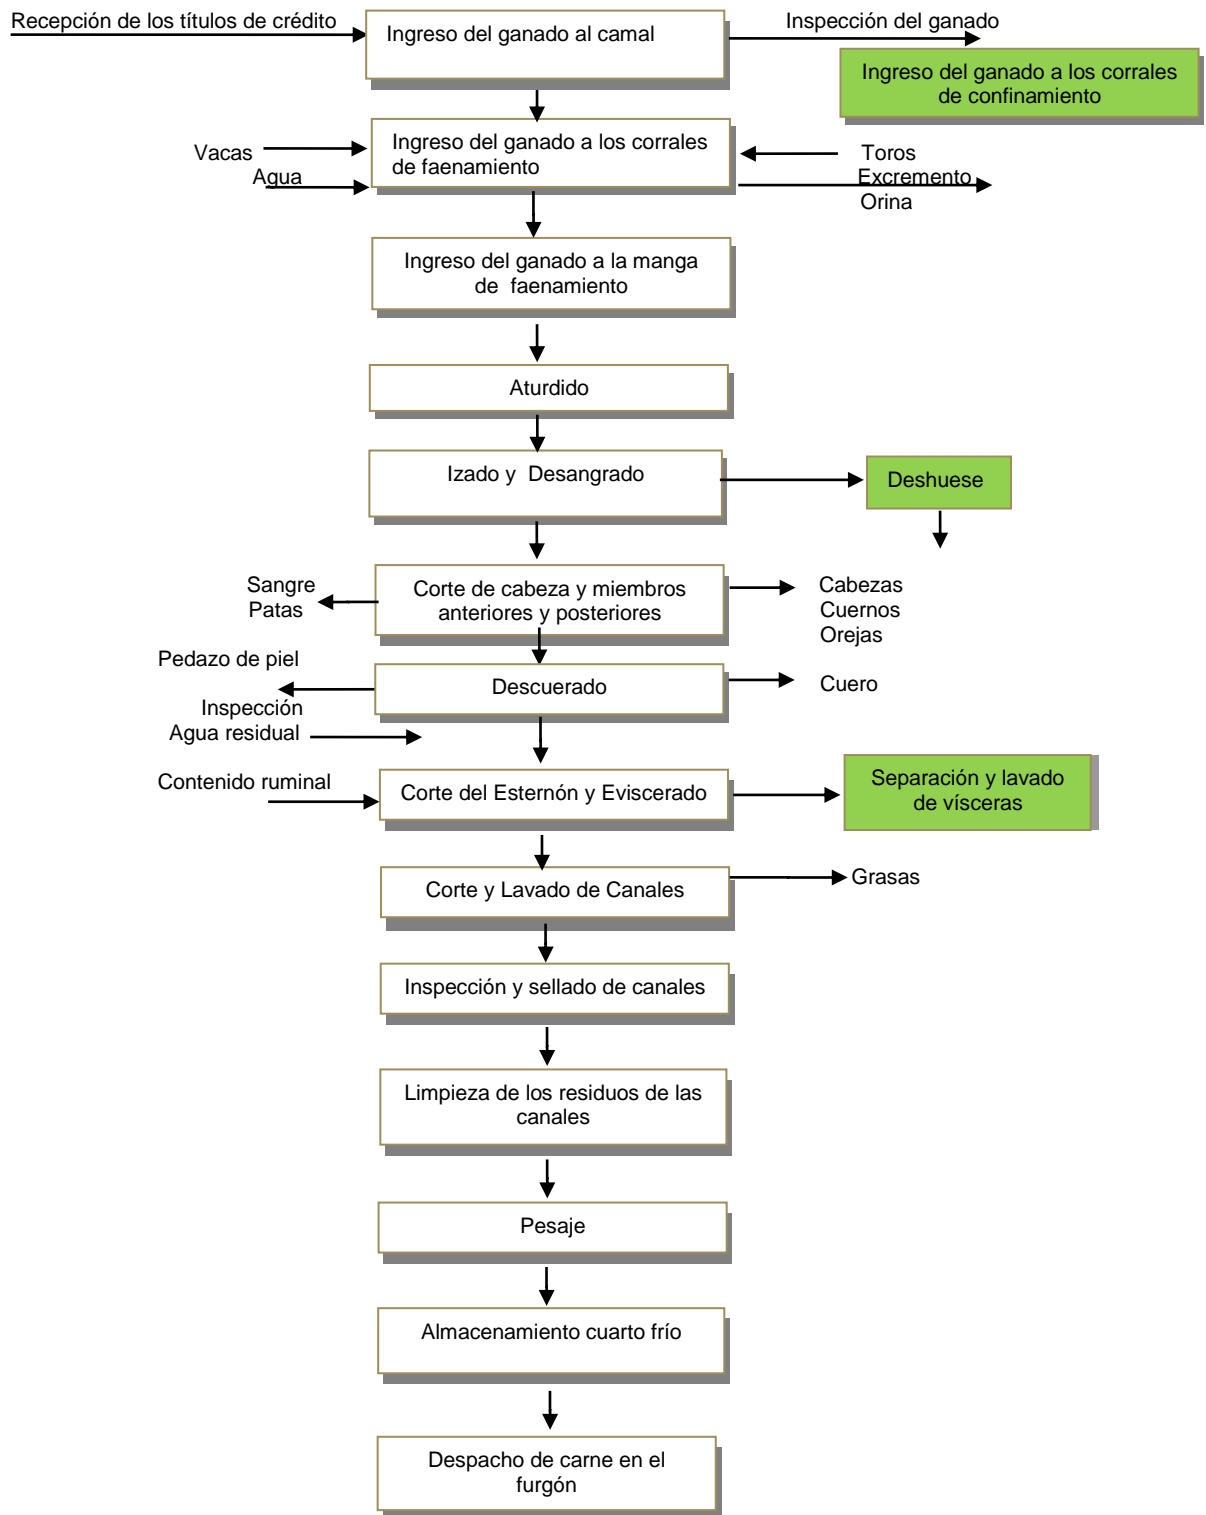 Recepción de los títulos de crédito
Ingreso del ganado al camal
Inspección del ganado
Ingreso del ganado a los corrales
de confinamiento
Vacas
Agua
Ingreso del ganado a los corrales
de faenamiento
Toros
Excremento
Orina
Ingreso del ganado a la manga
de faenamiento
Aturdido
Izado y Desangrado
Deshuese
Sangre
Patas
Corte de cabeza y miembros
anteriores y posteriores
Cabezas
Cuernos
Orejas
Pedazo de piel
Descuerado
Cuero
Inspección
Agua residual
Contenido ruminal
Corte del Esternón y Eviscerado
Separación y lavado
de vísceras
Corte y Lavado de Canales
Grasas
Inspección y sellado de canales
Limpieza de los residuos de las
canales
Pesaje
Almacenamiento cuarto frío
Despacho de carne en el
furgón